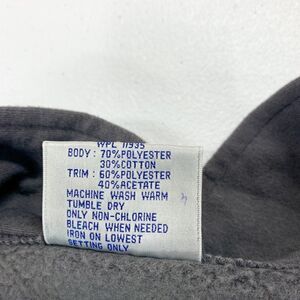 WPL 11935
BODY : 70%POLYESTER
30%COTTON
TRIM : 60%POLYESTER
40%ACETATE
MACHINE WASH WARM
TUMBLE DRY
ONLY NON-CHLORINE
BLEACH WHEN NEEDED
IRON ON LOWEST
SETTING ONLY